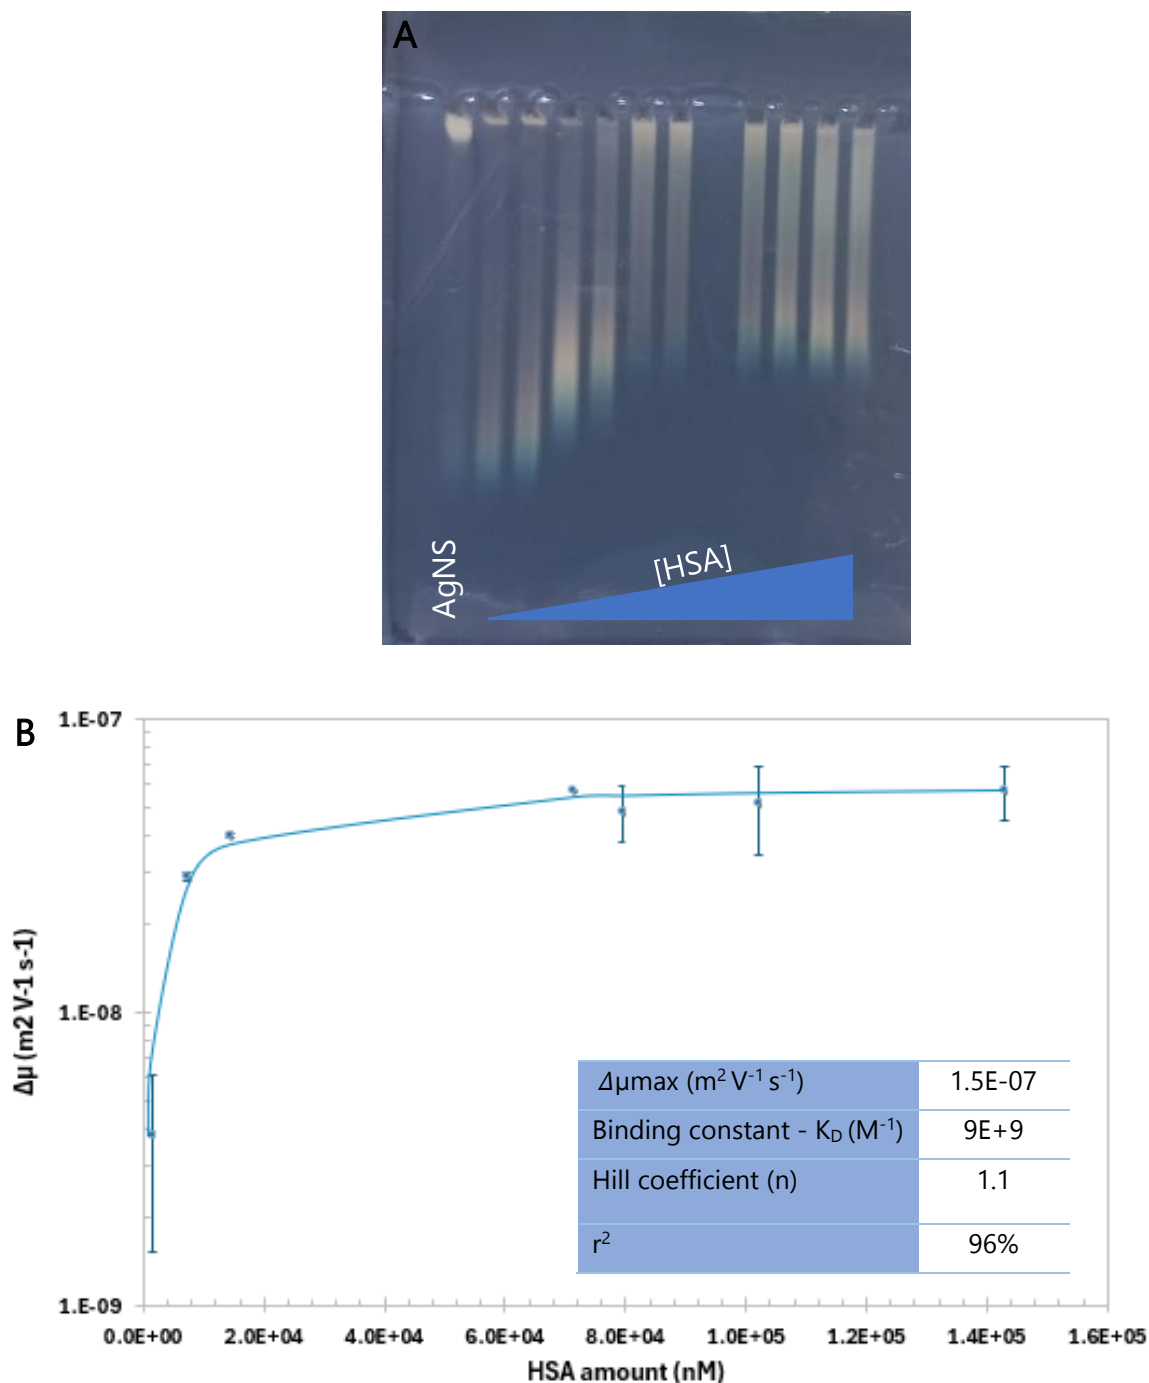 A
AgNS
[HSA]
B
1.E-07
1.E-08
1.E-09
Δμ (m2 V-1 s-1)
0.0E+00 2.0E+04 4.0E+04 6.0E+04 8.0E+04 1.0E+05 1.2E+05 1.4E+05 1.6E+05
HSA amount (nM)
Δμmax (m² V⁻¹ s⁻¹) 1.5E-07
Binding constant - K_D (M⁻¹) 9E+9
Hill coefficient (n) 1.1
r² 96%